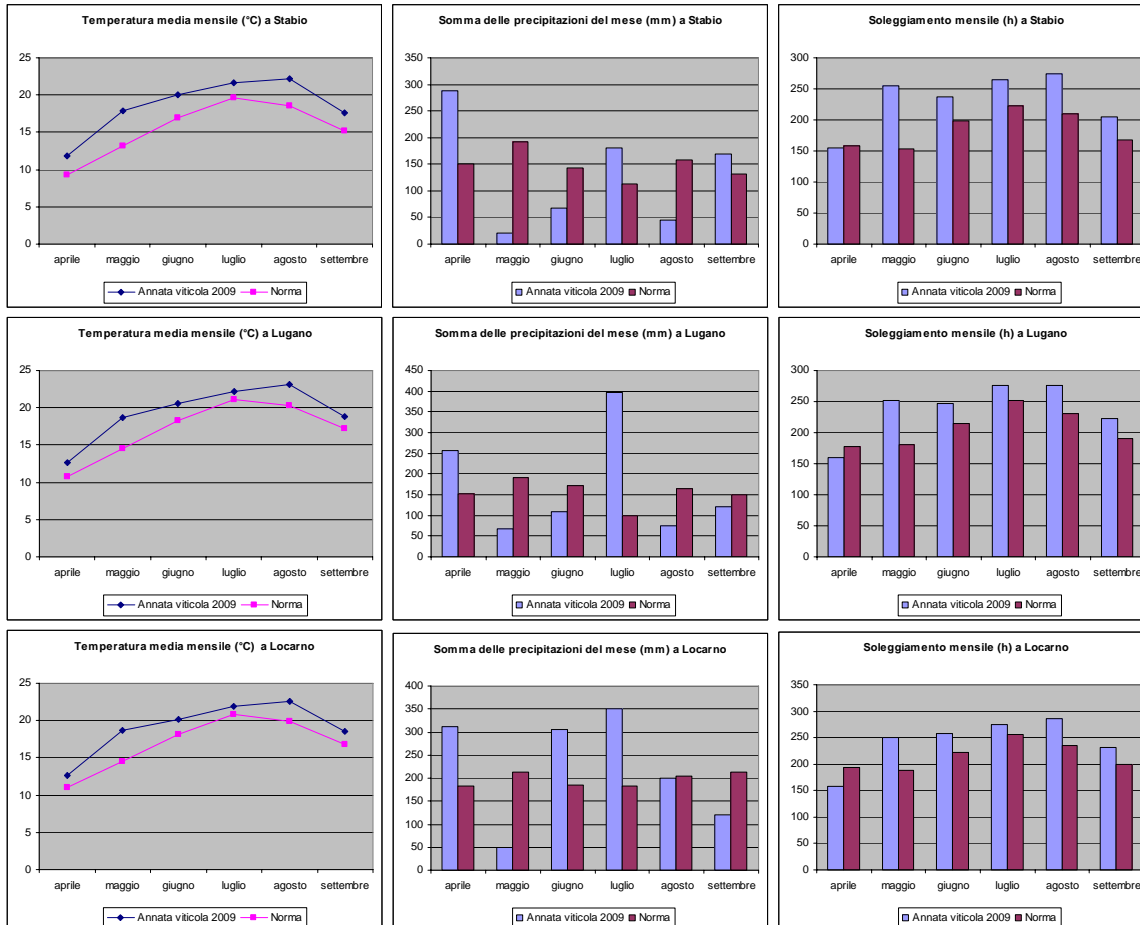 Temperatura media mensile (°C) a Stabio
25
20
15
10
5
0
aprile maggio giugno luglio agosto settembre
Annata viticola 2009 Norma
Somma delle precipitazioni del mese (mm) a Stabio
350
300
250
200
150
100
50
0
aprile maggio giugno luglio agosto settembre
Annata viticola 2009 Norma
Soleggiamento mensile (h) a Stabio
300
250
200
150
100
50
0
aprile maggio giugno luglio agosto settembre
Annata viticola 2009 Norma
Temperatura media mensile (°C) a Lugano
25
20
15
10
5
0
aprile maggio giugno luglio agosto settembre
Annata viticola 2009 Norma
Somma delle precipitazioni del mese (mm) a Lugano
450
400
350
300
250
200
150
100
50
0
aprile maggio giugno luglio agosto settembre
Annata viticola 2009 Norma
Soleggiamento mensile (h) a Lugano
300
250
200
150
100
50
0
aprile maggio giugno luglio agosto settembre
Annata viticola 2009 Norma
Temperatura media mensile (°C) a Locarno
25
20
15
10
5
0
aprile maggio giugno luglio agosto settembre
Annata viticola 2009 Norma
Somma delle precipitazioni del mese (mm) a Locarno
400
350
300
250
200
150
100
50
0
aprile maggio giugno luglio agosto settembre
Annata viticola 2009 Norma
Soleggiamento mensile (h) a Locarno
350
300
250
200
150
100
50
0
aprile maggio giugno luglio agosto settembre
Annata viticola 2009 Norma